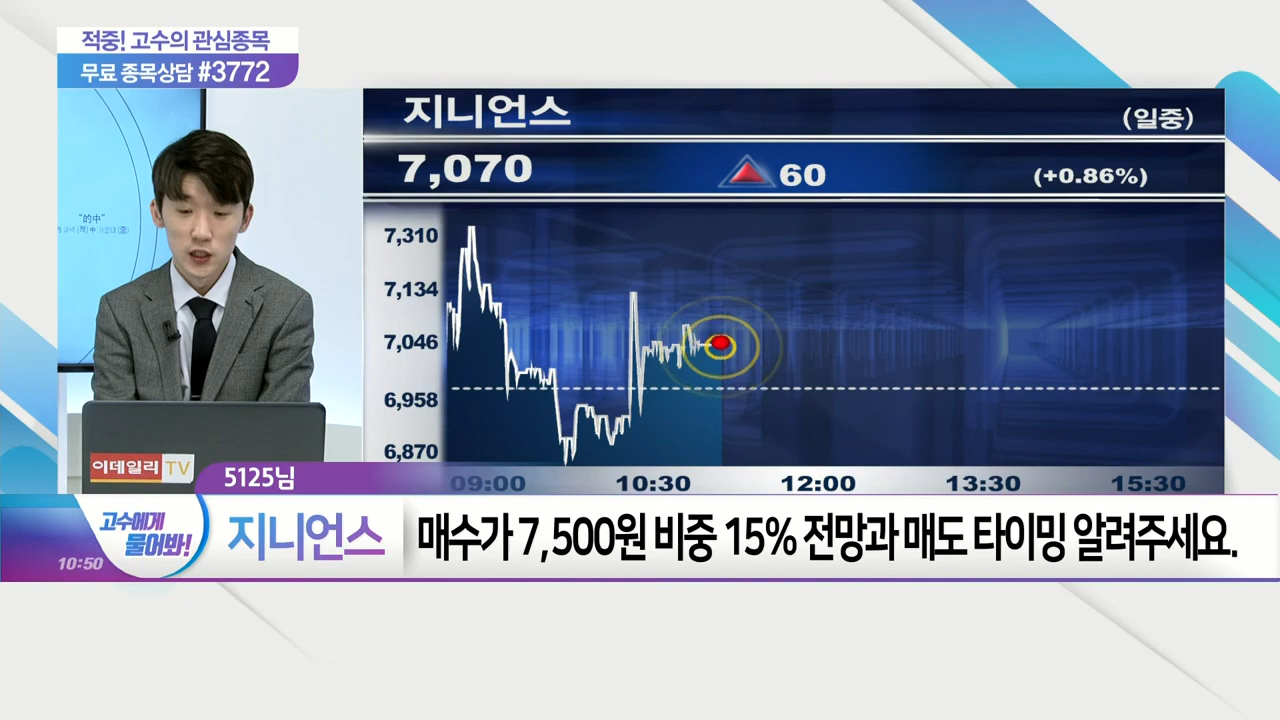 적중! 고수의 관심종목
무료 종목상담 #3772
지니언스
(일중)
7,070
60
(+0.86%)
7,310
7,134
7,046
6,958
6,870
09:00
10:30
12:00
13:30
15:30
"的中"
이데일리 TV
5125님
고수에게
물어봐!
10:50
지니언스
매수가 7,500원 비중 15% 전망과 매도 타이밍 알려주세요.